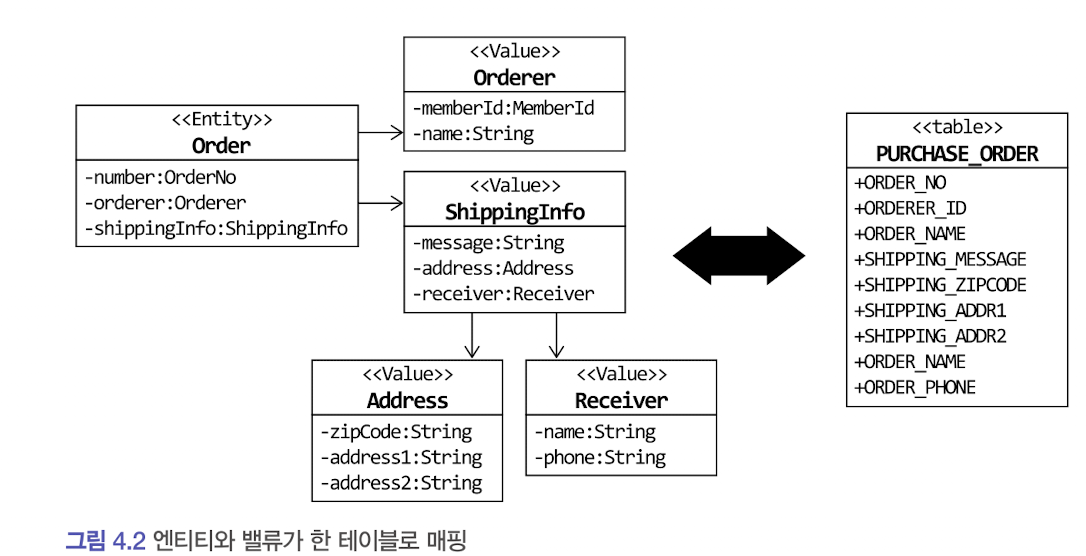 <<Value>>
Orderer
-memberId:MemberId
-name:String
<<Entity>>
Order
-number:OrderNo
-orderer:Orderer
-shippingInfo:ShippingInfo
<<Value>>
ShippingInfo
-message:String
-address:Address
-receiver:Receiver
<<Value>>
Address
-zipCode:String
-address1:String
-address2:String
<<Value>>
Receiver
-name:String
-phone:String
<<table>>
PURCHASE_ORDER
+ORDER_NO
+ORDERER_ID
+ORDER_NAME
+SHIPPING_MESSAGE
+SHIPPING_ZIPCODE
+SHIPPING_ADDR1
+SHIPPING_ADDR2
+ORDER_NAME
+ORDER_PHONE
그림 4.2 엔티티와 밸류가 한 테이블로 매핑